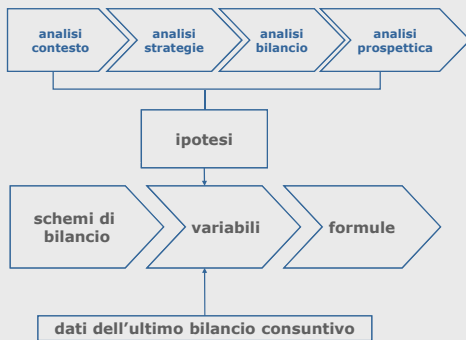 analisi
contesto
analisi
strategie
analisi
bilancio
analisi
prospettica
ipotesi
schemi di
bilancio
variabili
formule
dati dell'ultimo bilancio consuntivo